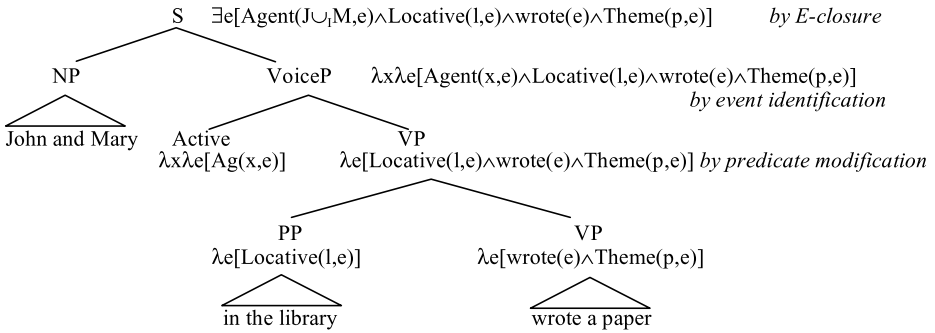 S ∃e[Agent(J∪IM,e)∧Locative(l,e)∧wrote(e)∧Theme(p,e)] by E-closure
NP VoiceP λxλe[Agent(x,e)∧Locative(l,e)∧wrote(e)∧Theme(p,e)]
by event identification
John and Mary Active VP
λxλe[Ag(x,e)] λe[Locative(l,e)∧wrote(e)∧Theme(p,e)] by predicate modification
PP VP
λe[Locative(l,e)] λe[wrote(e)∧Theme(p,e)]
in the library wrote a paper